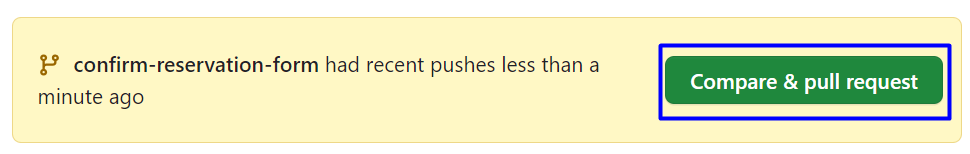 confirm-reservation-form had recent pushes less than a
minute ago
Compare & pull request